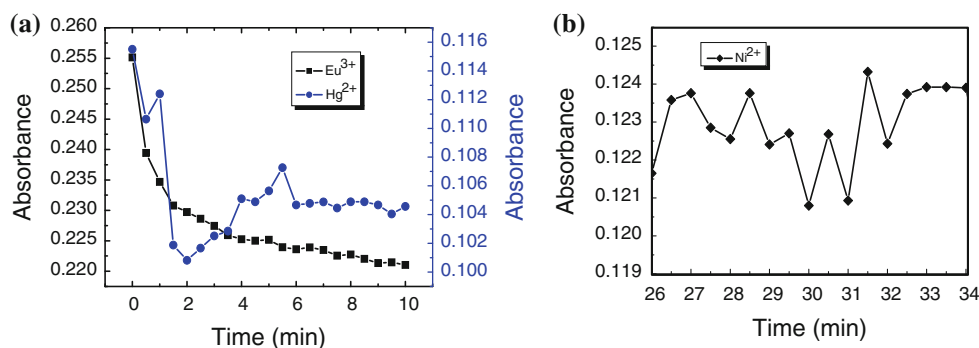 (a)
0.260
0.255
0.250
0.245
0.240
0.235
0.230
0.225
0.220
Absorbance
Eu3+
Hg2+
0.116
0.114
0.112
0.110
0.108
0.106
0.104
0.102
0.100
Absorbance
0 2 4 6 8 10
Time (min)
(b)
0.125
0.124
0.123
0.122
0.121
0.120
0.119
Absorbance
Ni2+
26 27 28 29 30 31 32 33 34
Time (min)